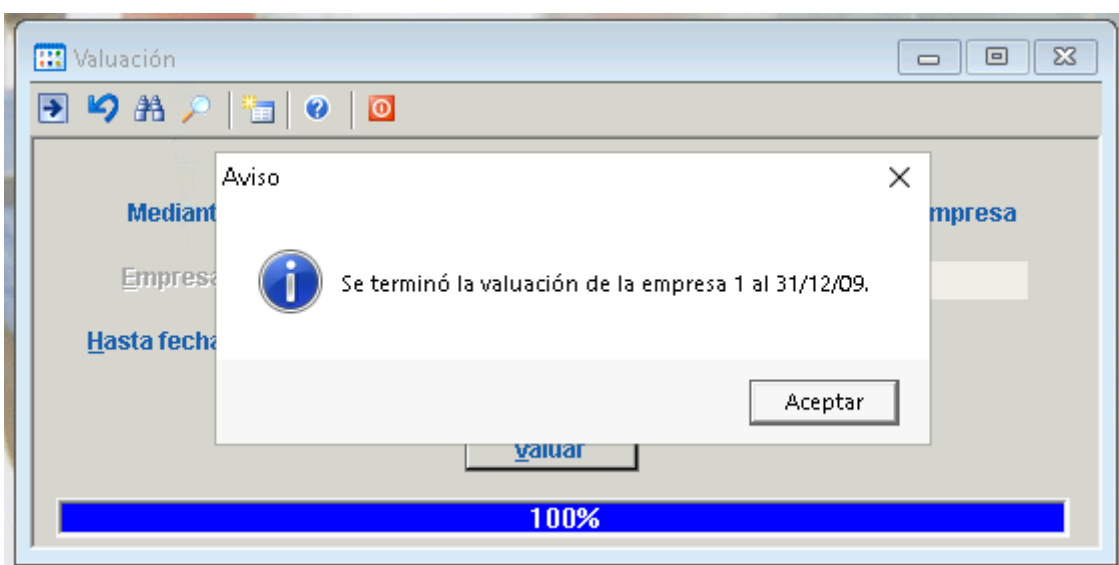 Valuación
Aviso
Mediant
mpresa
Empresa
Se terminó la valuación de la empresa 1 al 31/12/09.
Hasta fecha
Aceptar
Valuar
100%